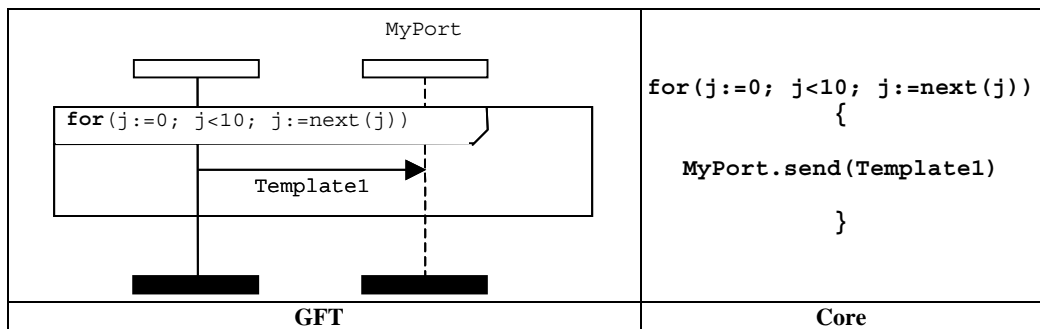 MyPort
for(j:=0; j<10; j:=next(j))
Template1
GFT
for(j:=0; j<10; j:=next(j))
{
MyPort.send(Template1)
}
Core